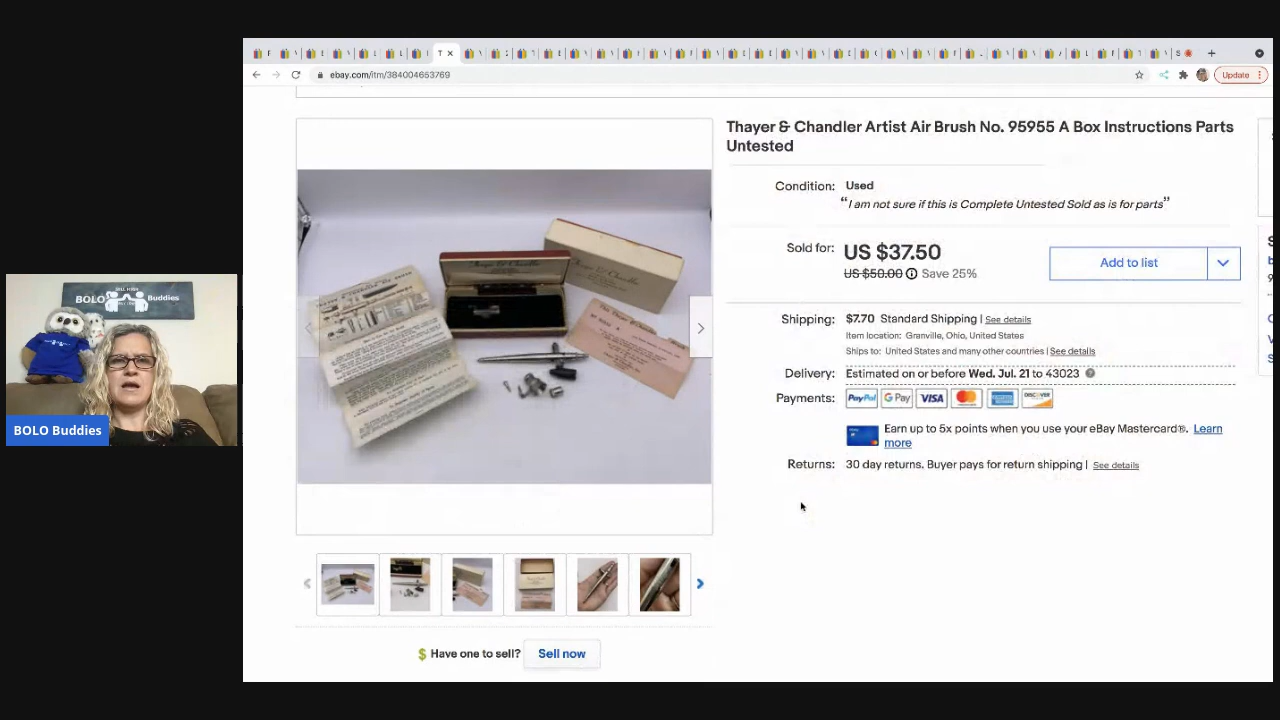 BOLO Buddies
BOLO Buddies
ebay.com/itm/384004653769
Update
Thayer & Chandler Artist Air Brush No. 95955 A Box Instructions Parts
Untested
Condition: Used
“I am not sure if this is Complete Untested Sold as is for parts”
Sold for: US $37.50
US $50.00 Save 25%
Add to list
Shipping: $7.70 Standard Shipping | See details
Item location: Granville, Ohio, United States
Ships to: United States and many other countries | See details
Delivery: Estimated on or before Wed. Jul. 21 to 43023
Payments: PayPal G Pay VISA DISCOVER
Earn up to 5x points when you use your eBay Mastercard®. Learn
more
Returns: 30 day returns. Buyer pays for return shipping | See details
Have one to sell? Sell now